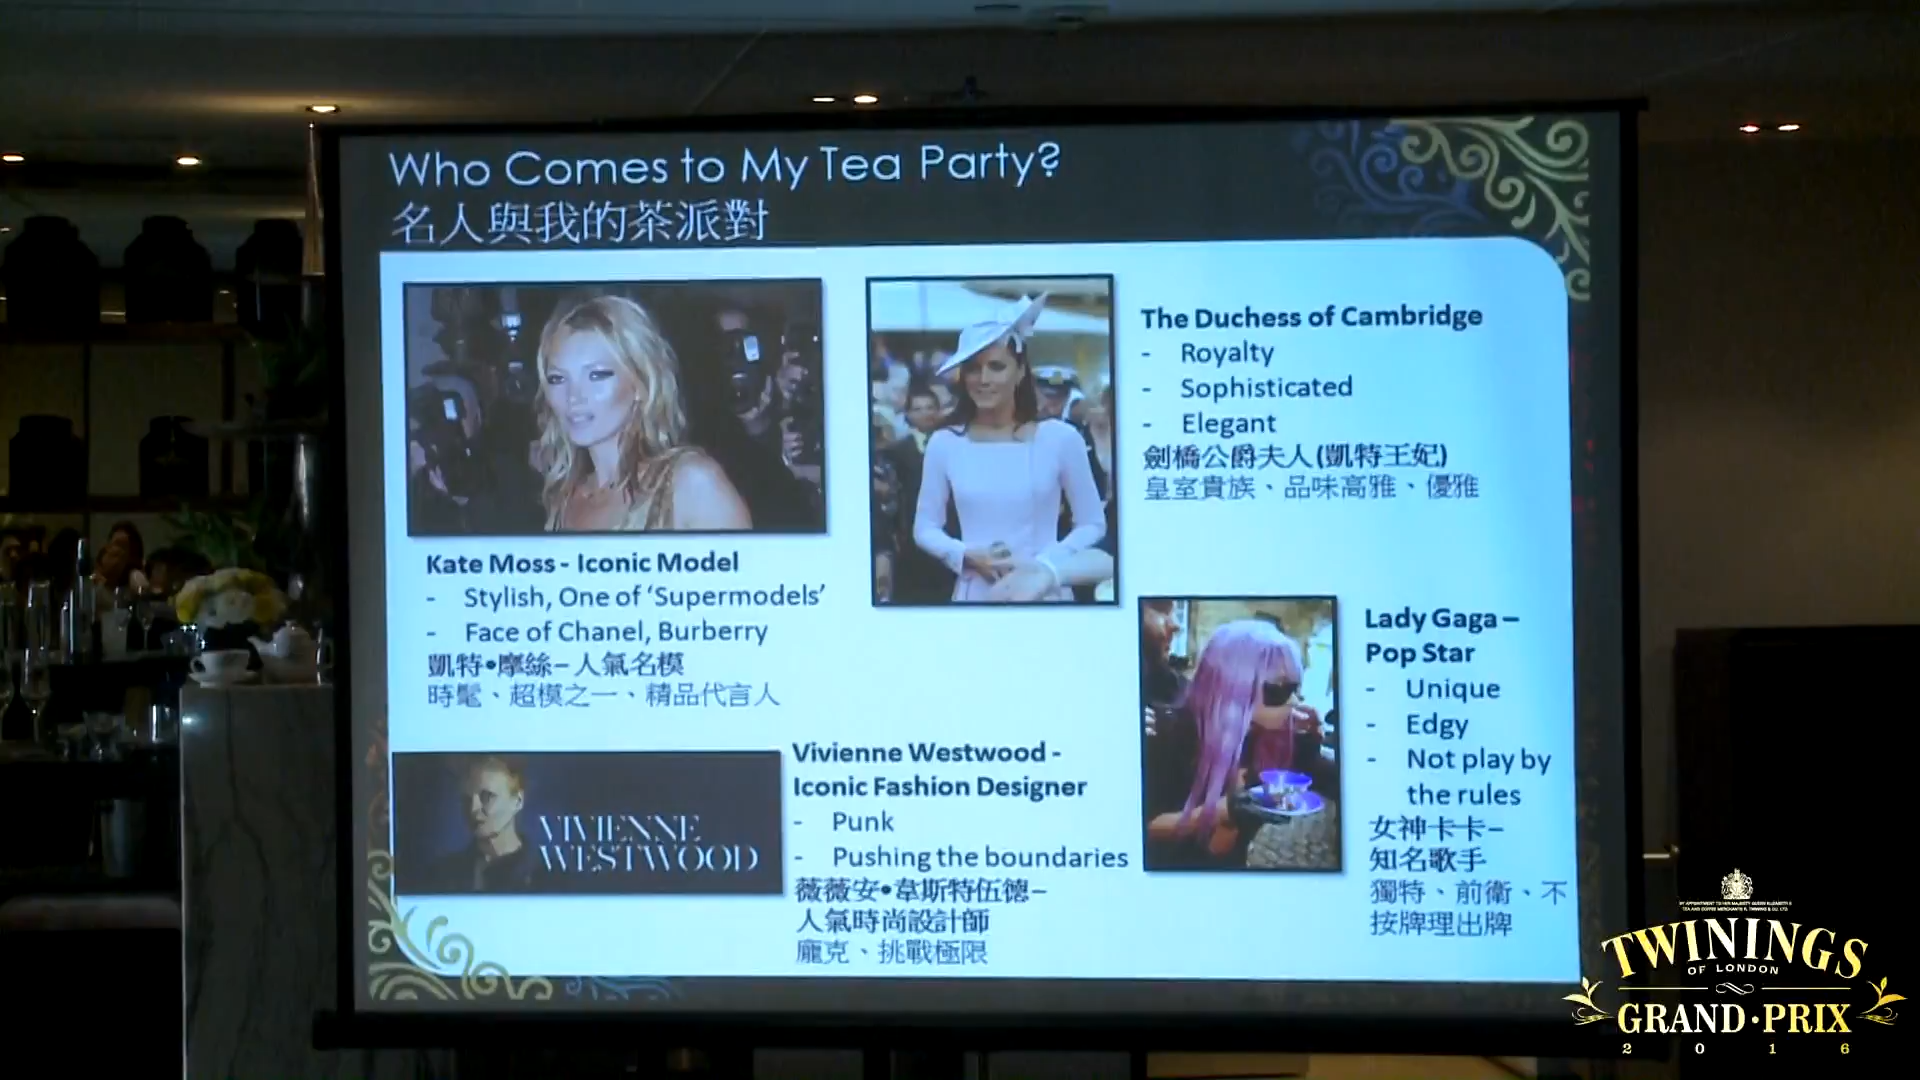 Who Comes to My Tea Party?
名人與我的茶派對
Kate Moss - Iconic Model
- Stylish, One of ‘Supermodels’
- Face of Chanel, Burberry
凱特•摩絲–人氣名模
時髦、超模之一、精品代言人
The Duchess of Cambridge
- Royalty
- Sophisticated
- Elegant
劍橋公爵夫人(凱特王妃)
皇室貴族、品味高雅、優雅
VIVIENNE
WESTWOOD
Vivienne Westwood -
Iconic Fashion Designer
- Punk
- Pushing the boundaries
薇薇安•韋斯特伍德–
人氣時尚設計師
龐克、挑戰極限
Lady Gaga –
Pop Star
- Unique
- Edgy
- Not play by
the rules
女神卡卡–
知名歌手
獨特、前衛、不
按牌理出牌
TWININGS
OF LONDON
GRAND·PRIX
2016